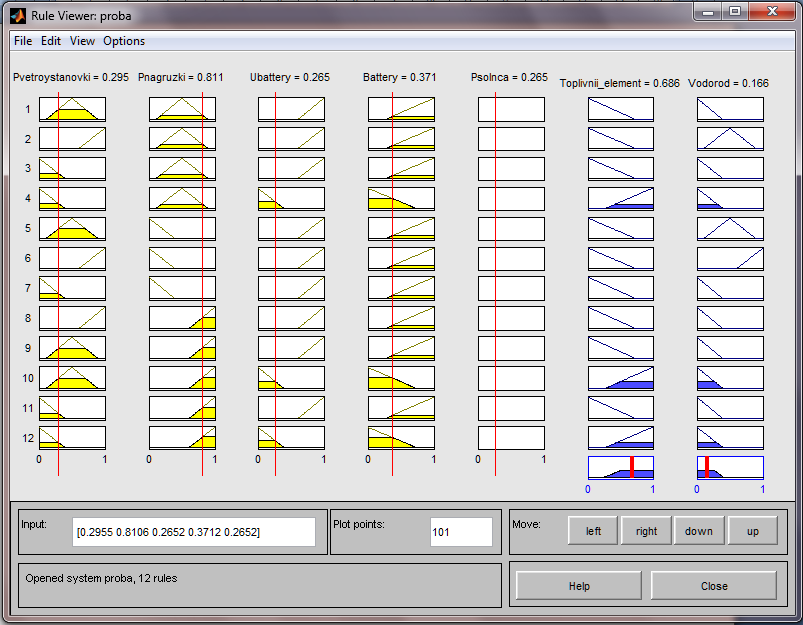 Rule Viewer: proba
File Edit View Options
Pvetroystanovki = 0.295 Pnagruzki = 0.811 Ubattery = 0.265 Battery = 0.371 Psolnca = 0.265 Toplivnii_element = 0.686 Vodorod = 0.166
1
2
3
4
5
6
7
8
9
10
11
12
0 1 0 1 0 1 0 1 0 1
0 1 0 1
Input: [0.2955 0.8106 0.2652 0.3712 0.2652] Plot points: 101 Move: left right down up
Opened system proba, 12 rules Help Close